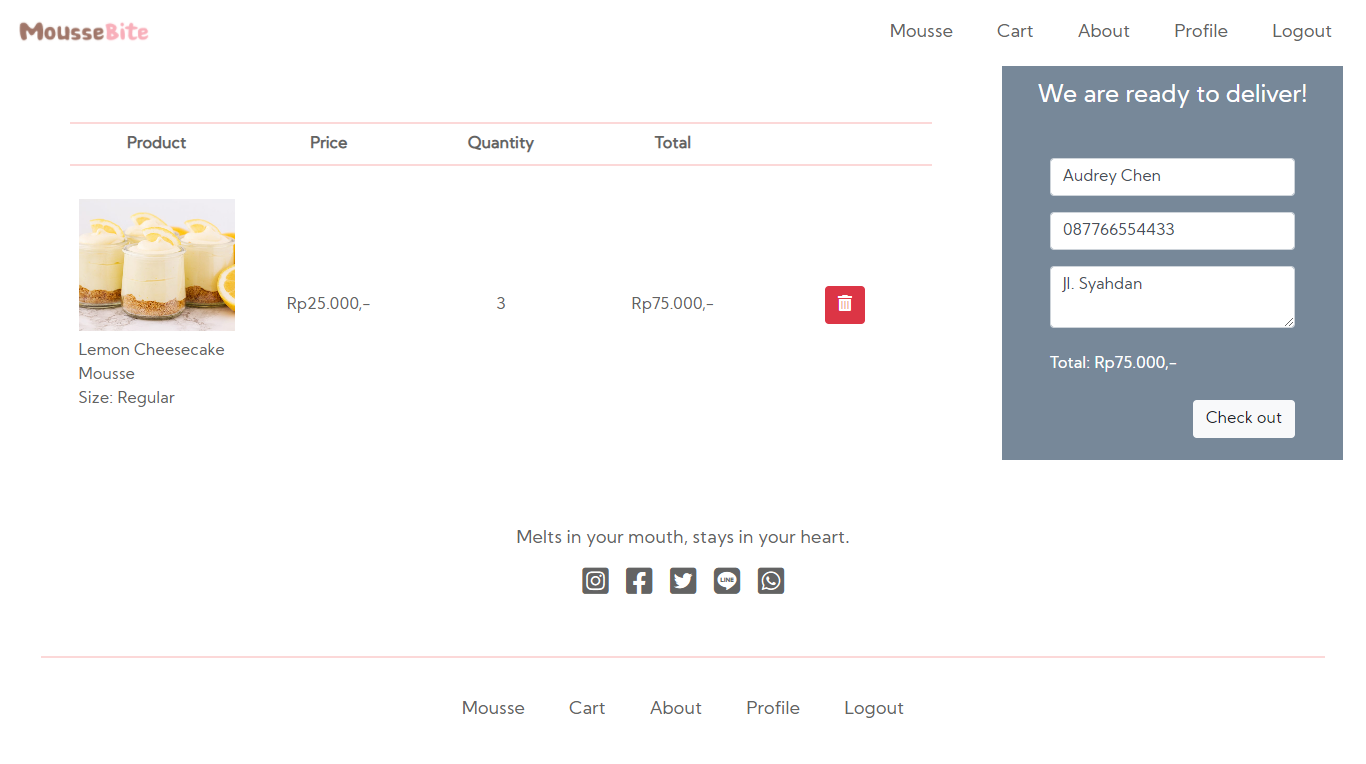 MousseBite
Mousse Cart About Profile Logout
We are ready to deliver!
Product Price Quantity Total
Audrey Chen
087766554433
Jl. Syahdan
Rp25.000,- 3 Rp75.000,-
Lemon Cheesecake
Mousse
Size: Regular
Total: Rp75.000,-
Check out
Melts in your mouth, stays in your heart.
LINE
Mousse Cart About Profile Logout